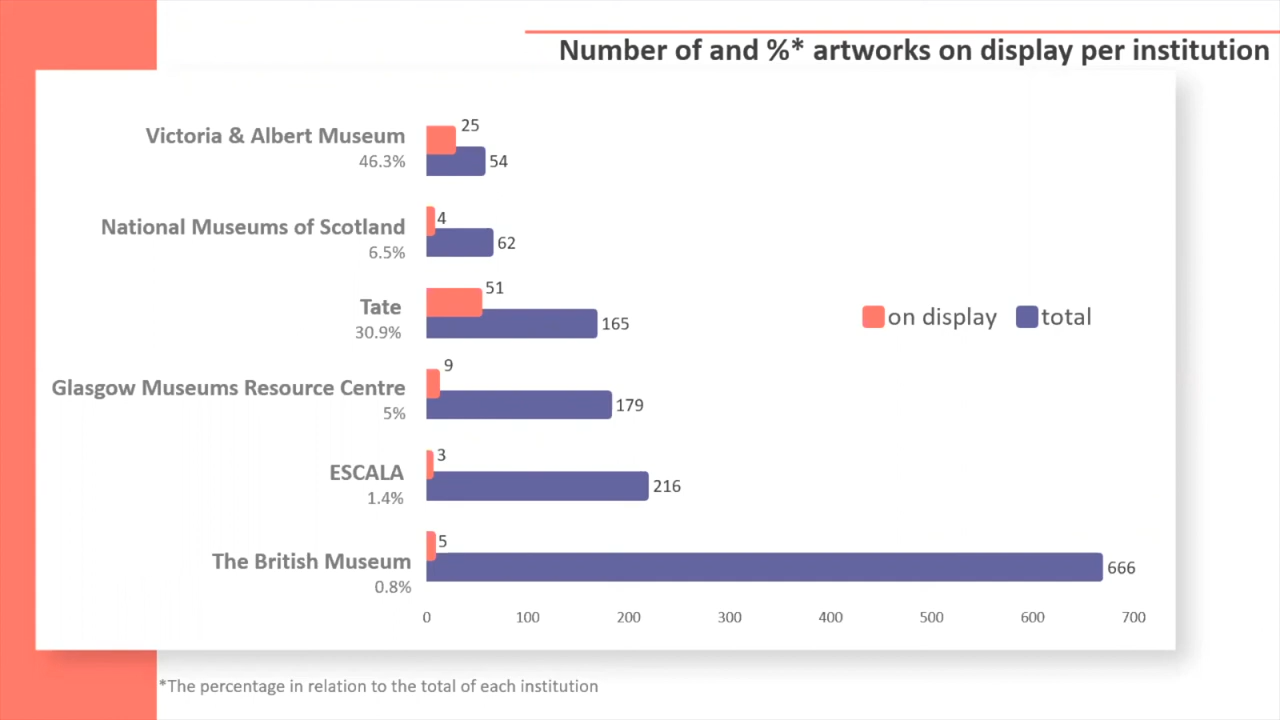 Number of and %* artworks on display per institution
Victoria & Albert Museum
46.3%
25
54
National Museums of Scotland
6.5%
4
62
Tate
30.9%
51
165
on display
total
Glasgow Museums Resource Centre
5%
9
179
ESCALA
1.4%
3
216
The British Museum
0.8%
5
666
0 100 200 300 400 500 600 700
*The percentage in relation to the total of each institution